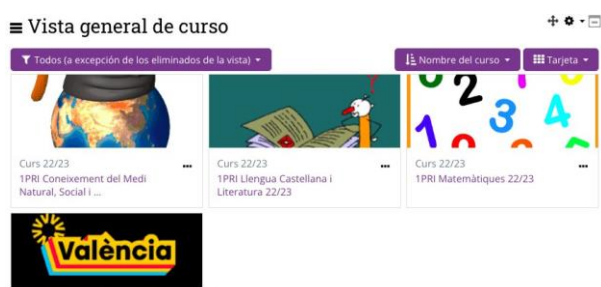 Vista general de curso
Todos (a excepción de los eliminados de la vista)
Nombre del curso
Tarjeta
1 2 3 4
Curs 22/23
1PRI Coneixement del Medi
Natural, Social i ...
Curs 22/23
1PRI Llengua Castellana i
Literatura 22/23
Curs 22/23
1PRI Matemàtiques 22/23
València